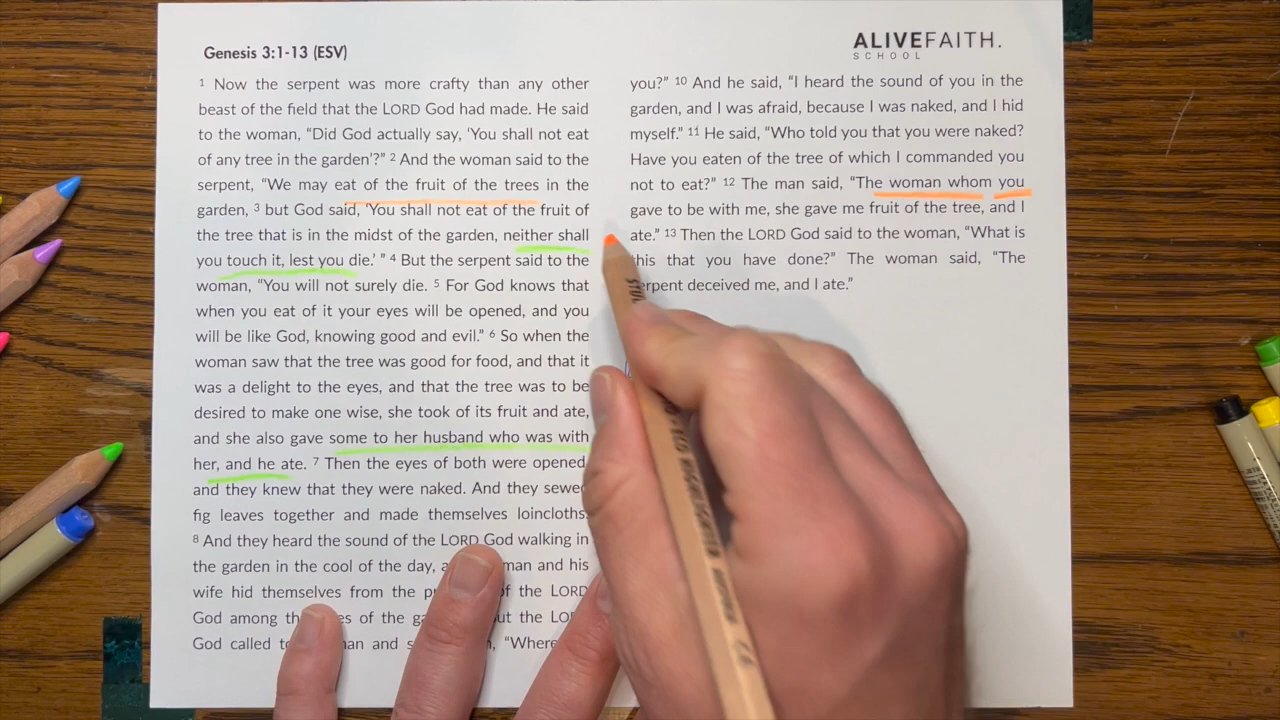 Genesis 3:1-13 (ESV)
1 Now the serpent was more crafty than any other
beast of the field that the LORD God had made. He said
to the woman, “Did God actually say, ‘You shall not eat
of any tree in the garden’?” 2 And the woman said to the
serpent, “We may eat of the fruit of the trees in the
garden, 3 but God said, ‘You shall not eat of the fruit of
the tree that is in the midst of the garden, neither shall
you touch it, lest you die.’ ” 4 But the serpent said to the
woman, “You will not surely die. 5 For God knows that
when you eat of it your eyes will be opened, and you
will be like God, knowing good and evil.” 6 So when the
woman saw that the tree was good for food, and that it
was a delight to the eyes, and that the tree was to be
desired to make one wise, she took of its fruit and ate,
and she also gave some to her husband who was with
her, and he ate. 7 Then the eyes of both were opened,
and they knew that they were naked. And they sewed
fig leaves together and made themselves loincloths.
8 And they heard the sound of the LORD God walking in
the garden in the cool of the day, man and his
wife hid themselves from the of the LORD
God among of the
God called “Where
ALIVEFAITH.
SCHOOL
you?” 10 And he said, “I heard the sound of you in the
garden, and I was afraid, because I was naked, and I hid
myself.” 11 He said, “Who told you that you were naked?
Have you eaten of the tree of which I commanded you
not to eat?” 12 The man said, “The woman whom you
gave to be with me, she gave me fruit of the tree, and I
ate.” 13 Then the LORD God said to the woman, “What is
this that you have done?” The woman said, “The
serpent deceived me, and I ate.”